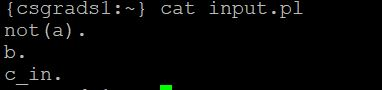 {csgrads1:~} cat input.pl
not(a).
b.
c_in.